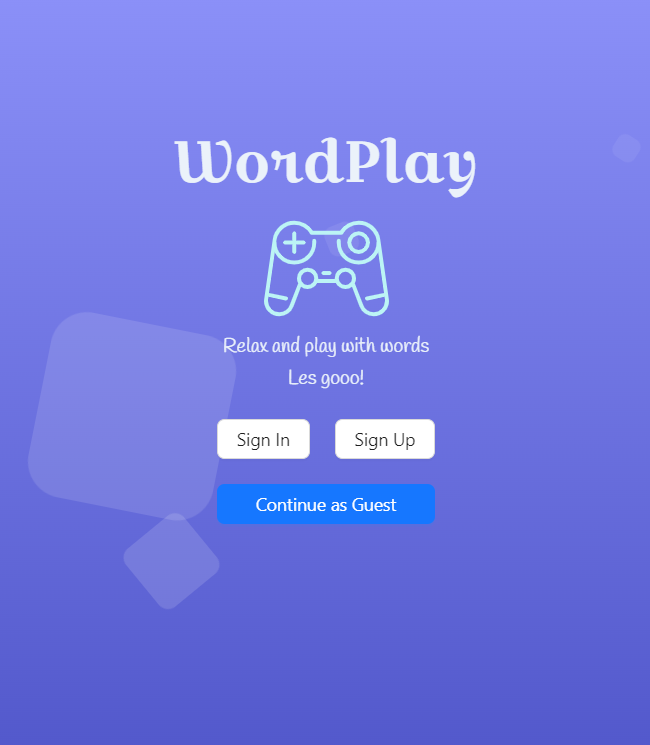 WordPlay
Relax and play with words
Les gooo!
Sign In
Sign Up
Continue as Guest